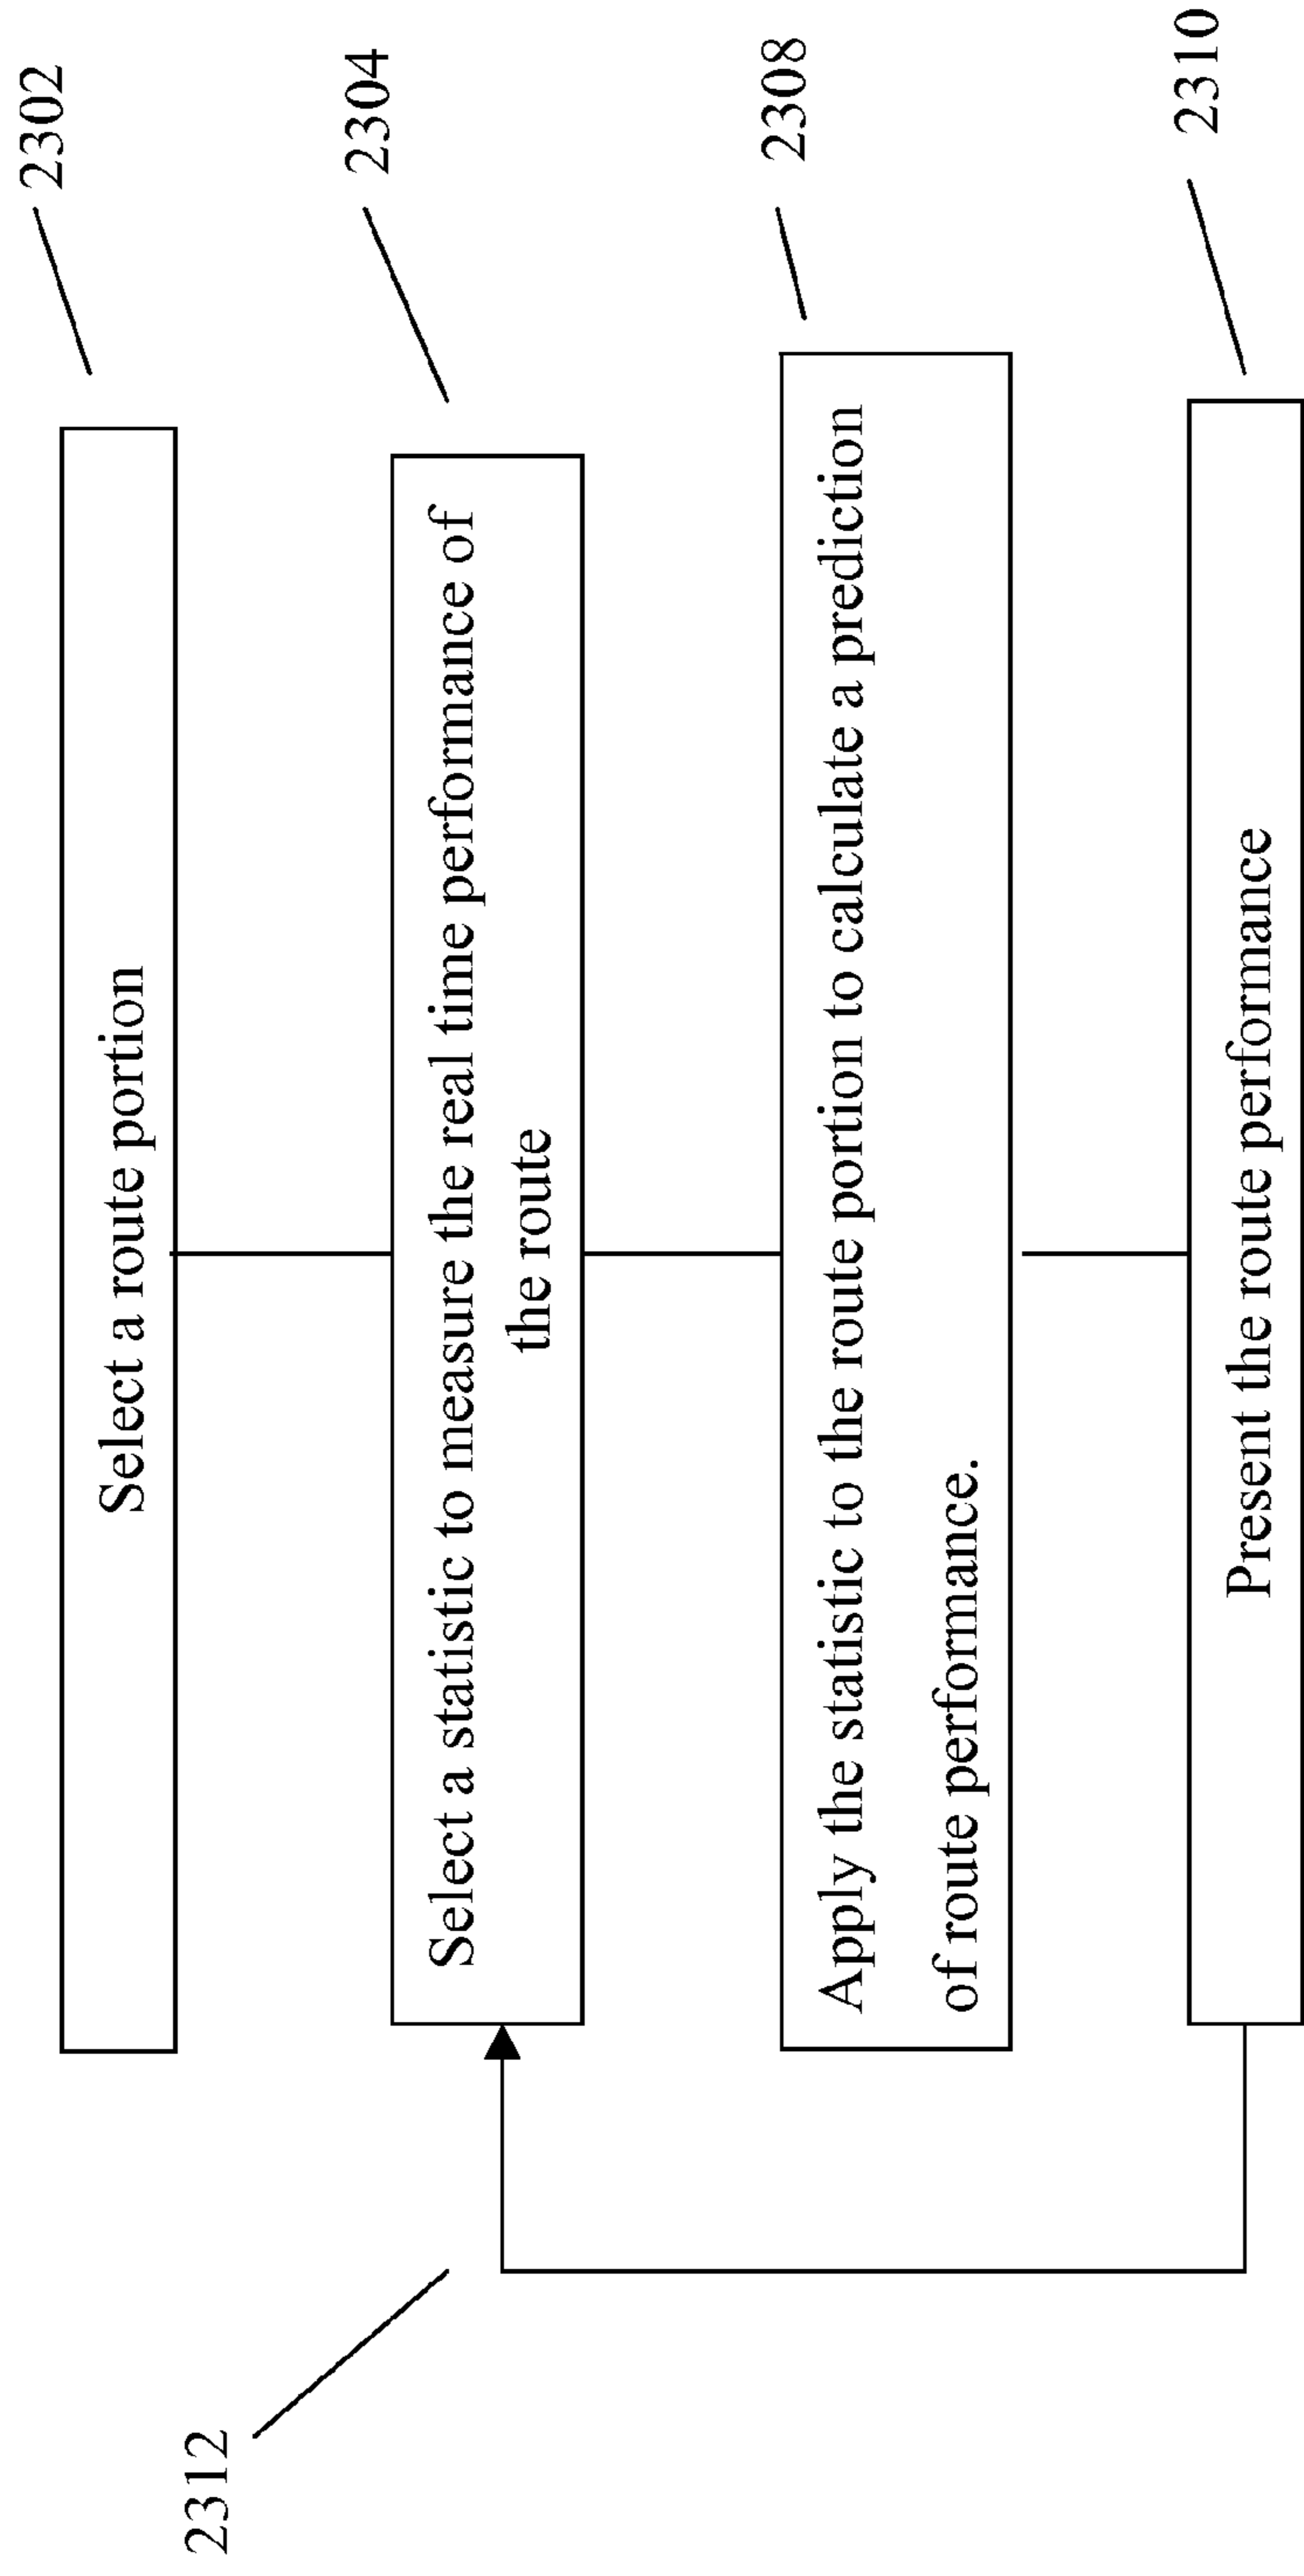 2302
Select a route portion
2304
Select a statistic to measure the real time performance of
the route
2308
Apply the statistic to the route portion to calculate a prediction
of route performance.
2310
Present the route performance
2312